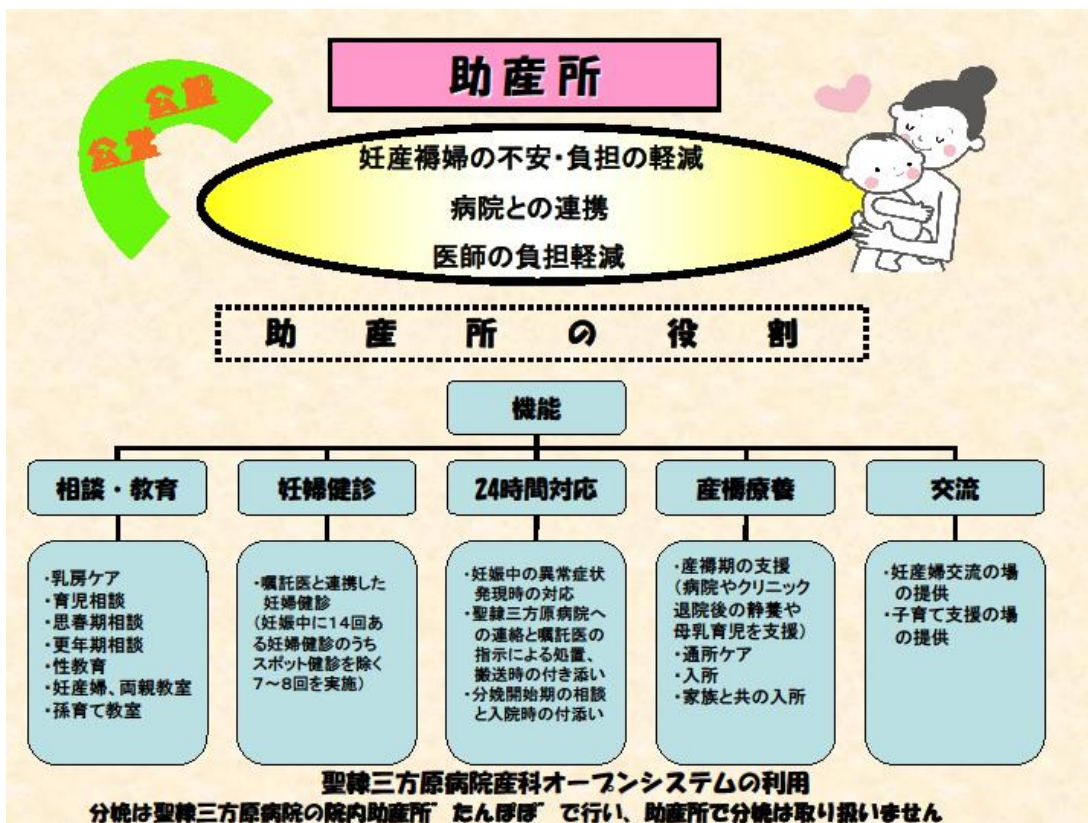 公設
公営
助産所
妊産褥婦の不安・負担の軽減
病院との連携
医師の負担軽減
助産所の役割
機能
相談・教育
・乳房ケア
・育児相談
・思春期相談
・更年期相談
・性教育
・妊産婦、両親教室
・孫育て教室
妊婦健診
・嘱託医と連携した
妊婦健診
(妊娠中に14回あ
る妊婦健診のうち
スポット健診を除く
7~8回を実施)
24時間対応
・妊娠中の異常症状
発現時の対応
・聖隷三方原病院へ
の連絡と嘱託医の
指示による処置、
搬送時の付き添い
・分娩開始期の相談
と入院時の付添い
産褥療養
・産褥期の支援
(病院やクリニック
退院後の静養や
母乳育児を支援)
・通所ケア
・入所
・家族と共の入所
交流
・妊産婦交流の場
の提供
・子育て支援の場
の提供
聖隷三方原病院産科オープンシステムの利用
分娩は聖隷三方原病院の院内助産所”たんぽぽ”で行い、助産所で分娩は取り扱いません